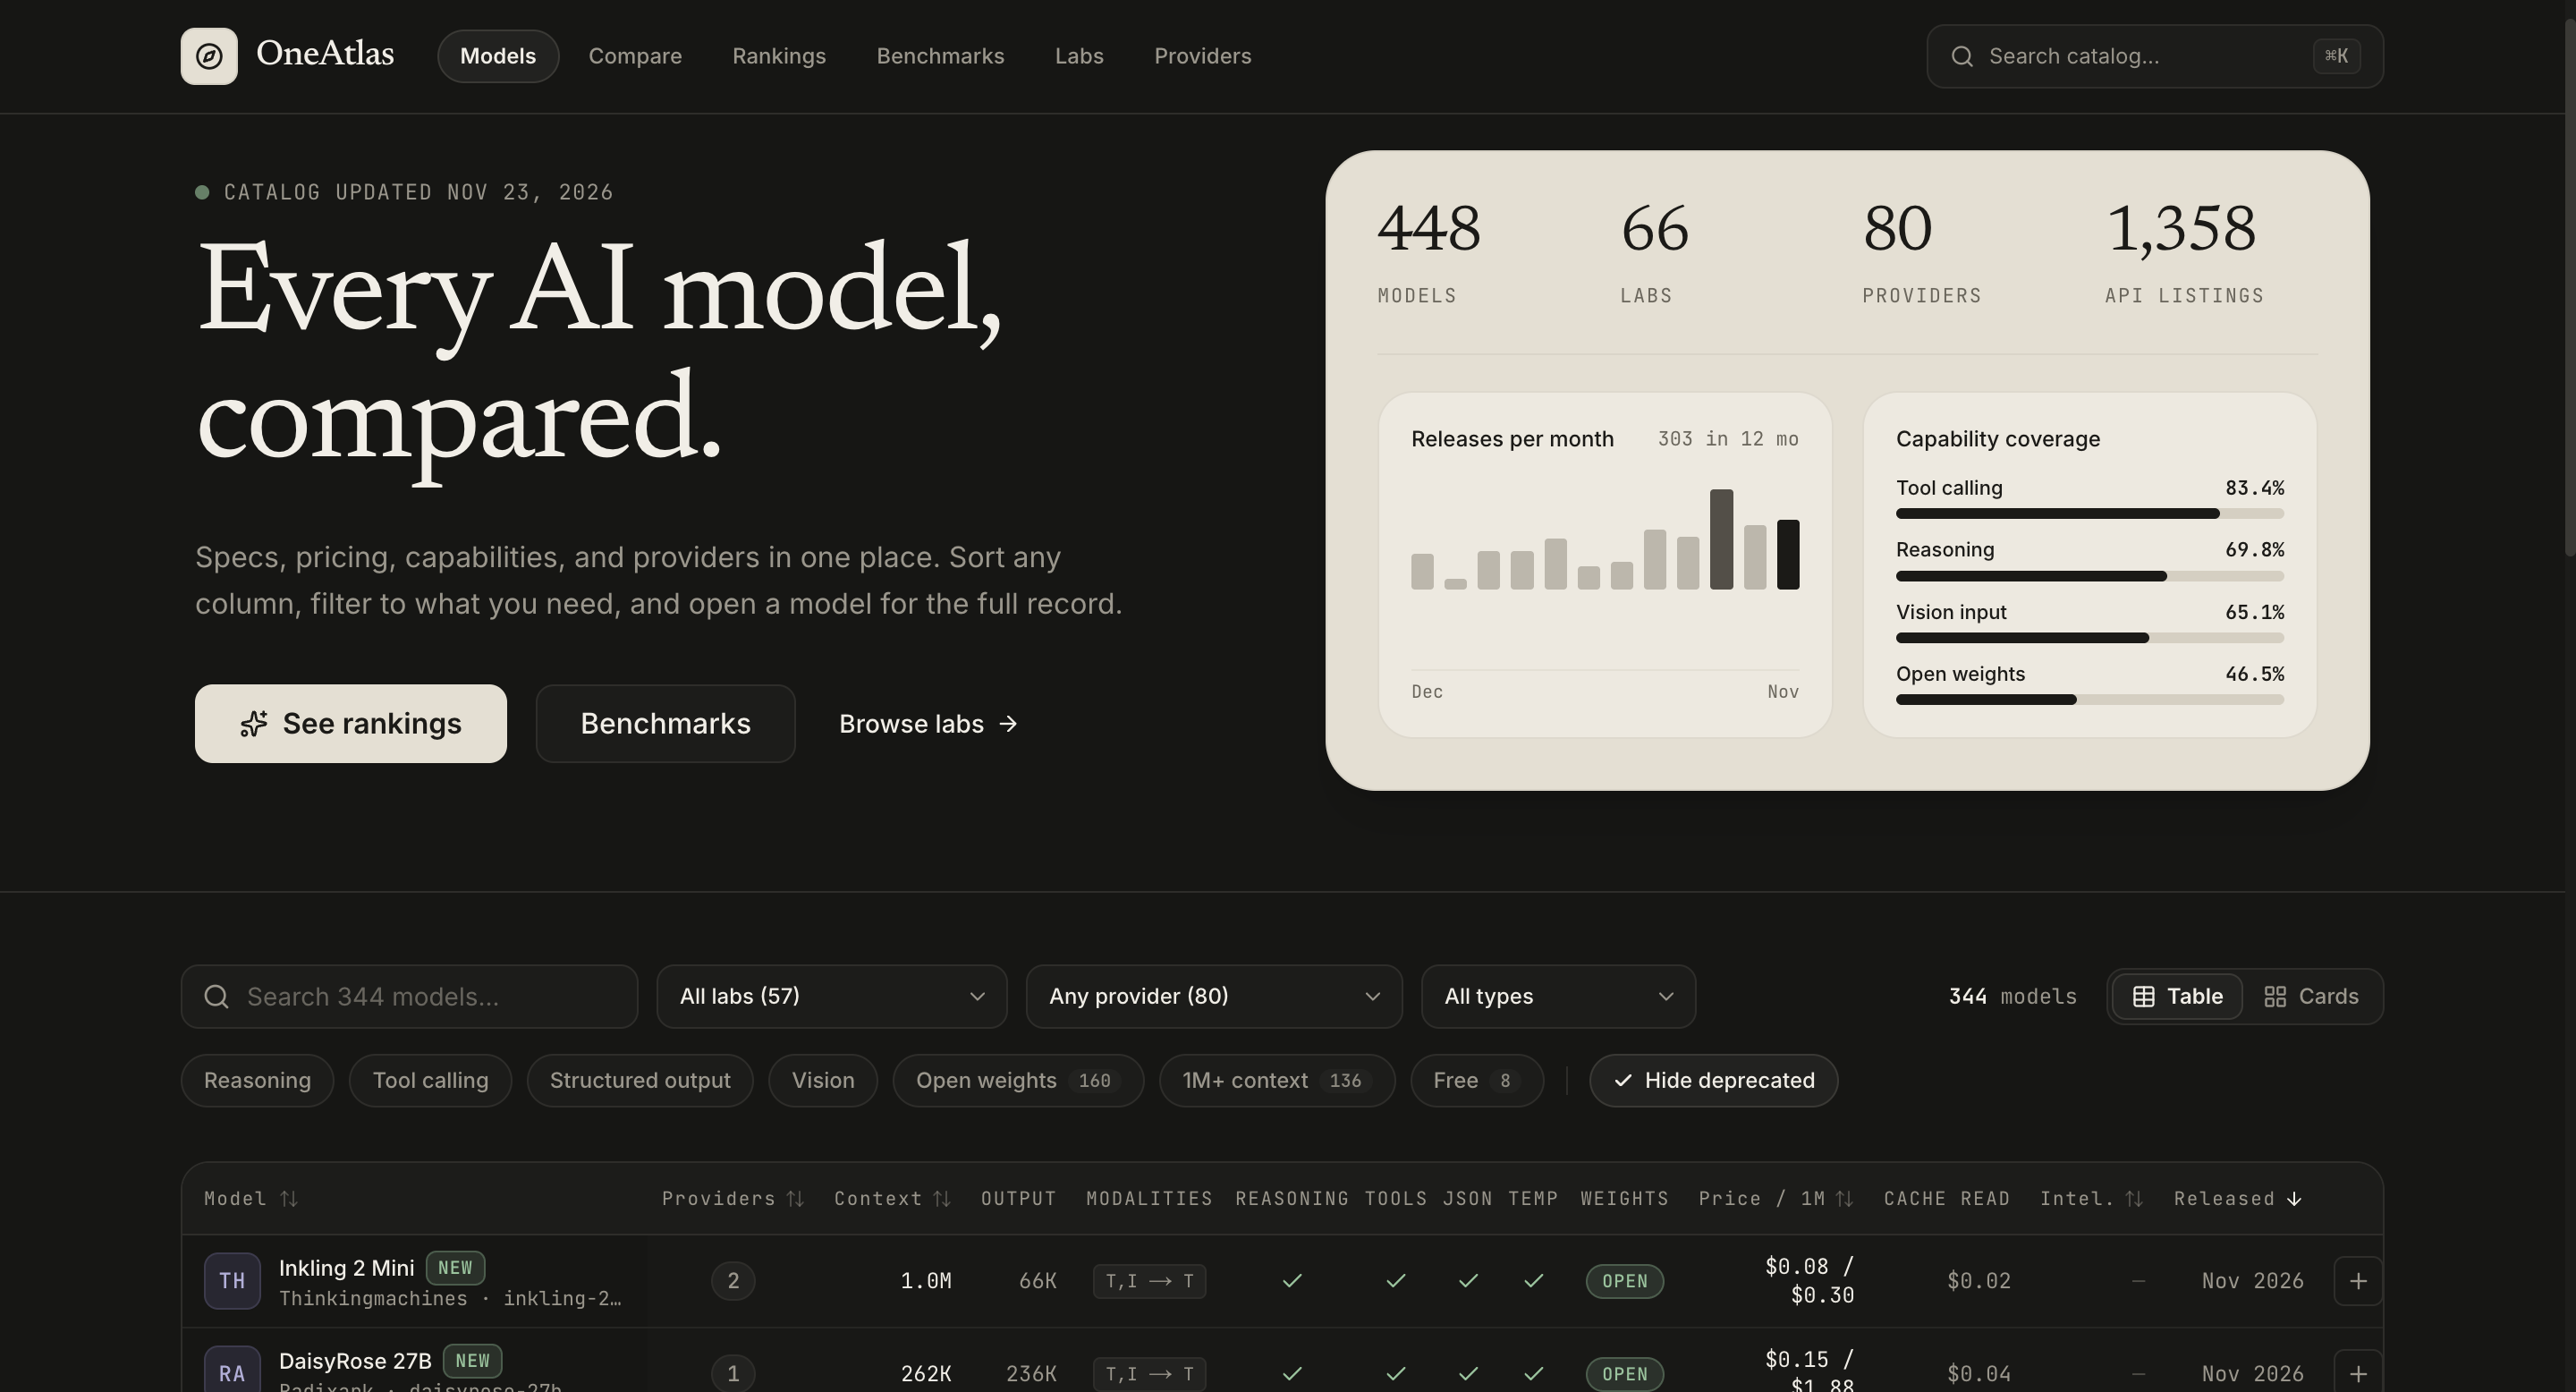 OneAtlas
Models
Compare
Rankings
Benchmarks
Labs
Providers
Search catalog...
⌘K
CATALOG UPDATED NOV 23, 2026
Every AI model,
compared.
Specs, pricing, capabilities, and providers in one place. Sort any
column, filter to what you need, and open a model for the full record.
See rankings
Benchmarks
Browse labs →
448
66
80
1,358
MODELS
LABS
PROVIDERS
API LISTINGS
Releases per month
303 in 12 mo
Dec
Nov
Capability coverage
Tool calling 83.4%
Reasoning 69.8%
Vision input 65.1%
Open weights 46.5%
Search 344 models...
All labs (57)
Any provider (80)
All types
344 models
Table
Cards
Reasoning
Tool calling
Structured output
Vision
Open weights 160
1M+ context 136
Free 8
Hide deprecated
Model Providers Context OUTPUT MODALITIES REASONING TOOLS JSON TEMP WEIGHTS Price / 1M CACHE READ Intel. Released
TH
Inkling 2 Mini NEW
Thinkingmachines · inkling-2…
2 1.0M 66K T,I → T OPEN $0.08 /
$0.30
$0.02 — Nov 2026 +
RA
DaisyRose 27B NEW
Radixark · daisyrose-27b
1 262K 236K T,I → T OPEN $0.15 /
$1.88
$0.04 — Nov 2026 +